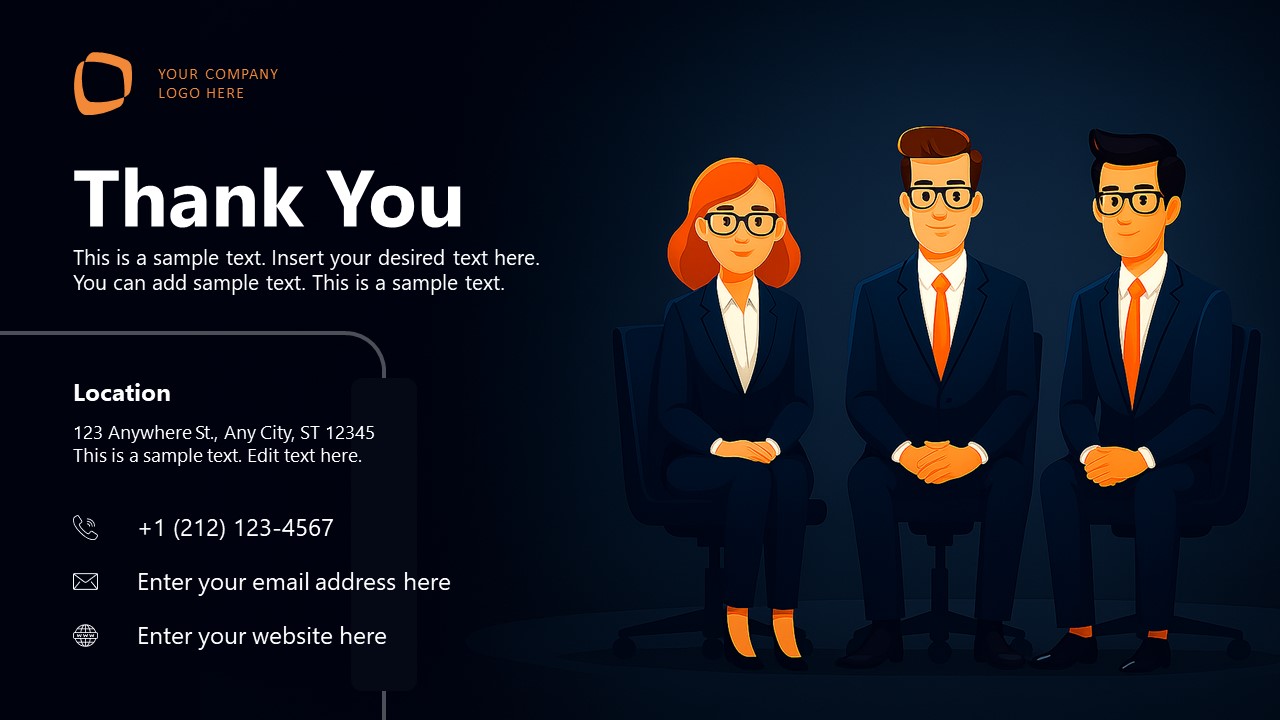 YOUR COMPANY
LOGO HERE
Thank You
This is a sample text. Insert your desired text here.
You can add sample text. This is a sample text.
Location
123 Anywhere St., Any City, ST 12345
This is a sample text. Edit text here.
+1 (212) 123-4567
Enter your email address here
Enter your website here